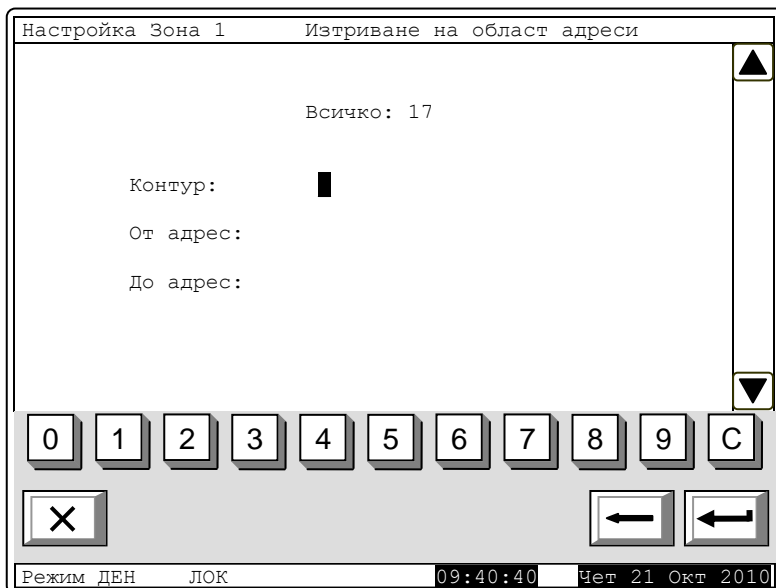 Настройка Зона 1 Изтриване на област адреси
Всичко: 17
Контур:
От адрес:
До адрес:
0 1 2 3 4 5 6 7 8 9 C
Режим ДЕН ЛОК 09:40:40 Чет 21 Окт 2010